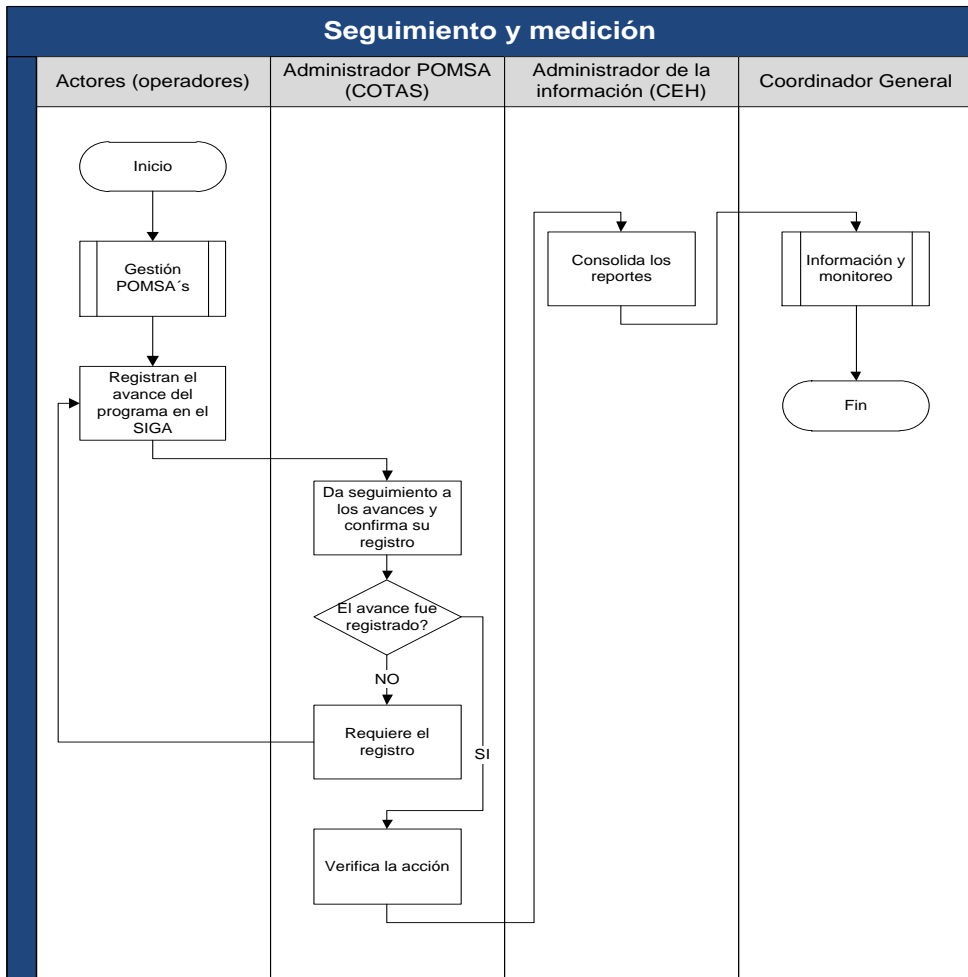 Seguimiento y medición
Actores (operadores)
Administrador POMSA
(COTAS)
Administrador de la
información (CEH)
Coordinador General
Inicio
Gestión
POMSA´s
Registran el
avance del
programa en el
SIGA
Da seguimiento a
los avances y
confirma su
registro
El avance fue
registrado?
NO
Requiere el
registro
SI
Verifica la acción
Consolida los
reportes
Información y
monitoreo
Fin